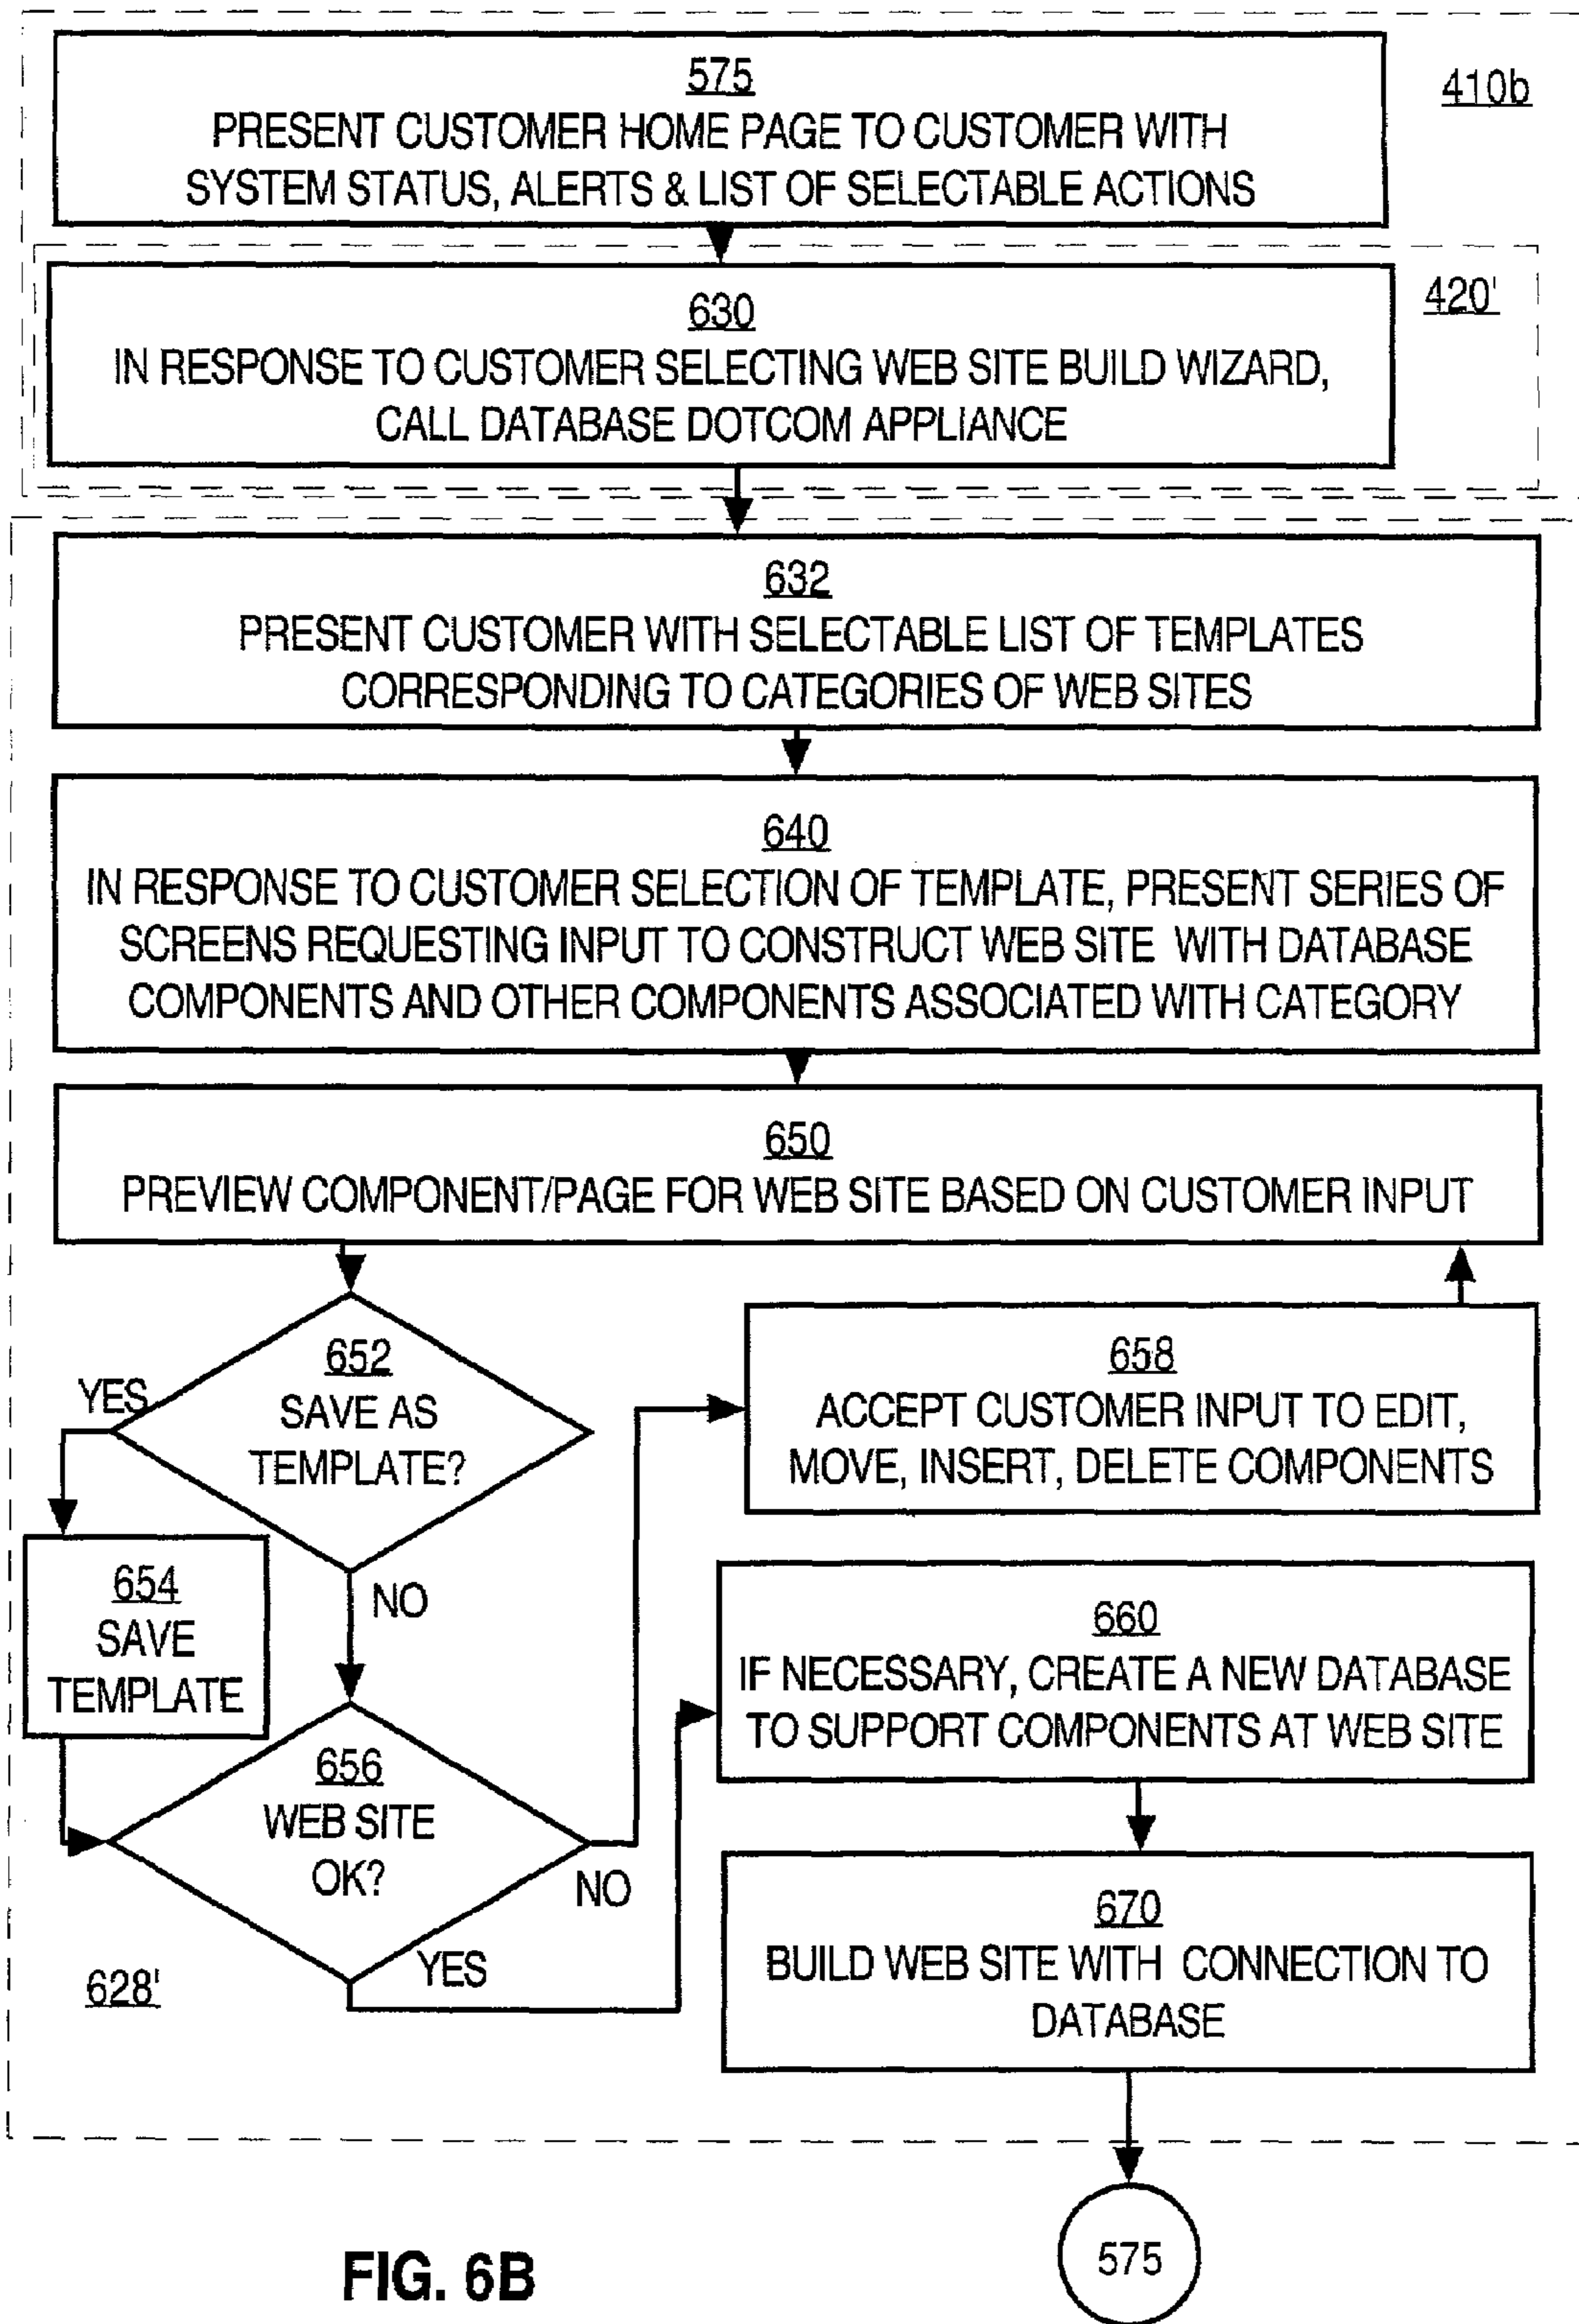 575
410b
PRESENT CUSTOMER HOME PAGE TO CUSTOMER WITH
SYSTEM STATUS, ALERTS & LIST OF SELECTABLE ACTIONS
420'
630
IN RESPONSE TO CUSTOMER SELECTING WEB SITE BUILD WIZARD,
CALL DATABASE DOTCOM APPLIANCE
632
PRESENT CUSTOMER WITH SELECTABLE LIST OF TEMPLATES
CORRESPONDING TO CATEGORIES OF WEB SITES
640
IN RESPONSE TO CUSTOMER SELECTION OF TEMPLATE, PRESENT SERIES OF
SCREENS REQUESTING INPUT TO CONSTRUCT WEB SITE WITH DATABASE
COMPONENTS AND OTHER COMPONENTS ASSOCIATED WITH CATEGORY
650
PREVIEW COMPONENT/PAGE FOR WEB SITE BASED ON CUSTOMER INPUT
652
SAVE AS
TEMPLATE?
YES
NO
658
ACCEPT CUSTOMER INPUT TO EDIT,
MOVE, INSERT, DELETE COMPONENTS
654
SAVE
TEMPLATE
656
WEB SITE
OK?
NO
YES
660
IF NECESSARY, CREATE A NEW DATABASE
TO SUPPORT COMPONENTS AT WEB SITE
670
BUILD WEB SITE WITH CONNECTION TO
DATABASE
628'
575
FIG. 6B